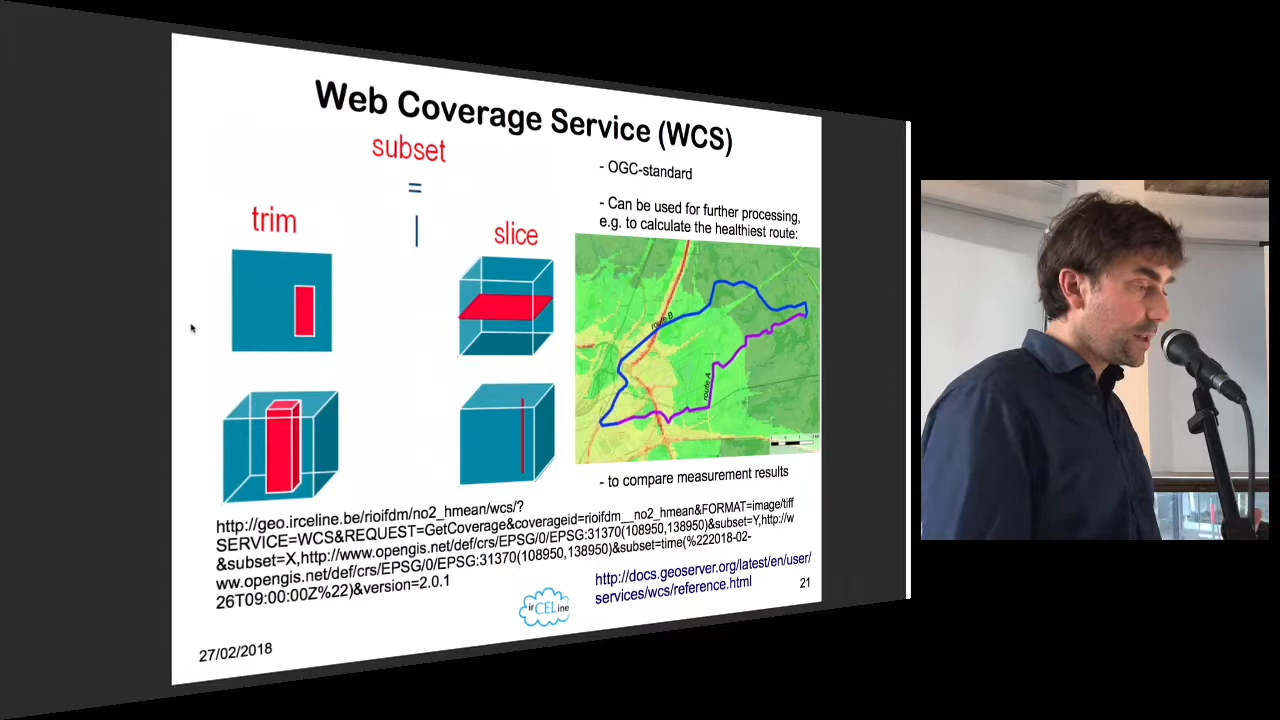 Web Coverage Service (WCS)
subset
=
|
trim
slice
- OGC-standard
- Can be used for further processing,
e.g. to calculate the healthiest route:
route B
route A
- to compare measurement results
http://geo.irceline.be/rioifdm/no2_hmean/wcs/?
SERVICE=WCS&REQUEST=GetCoverage&coverageid=rioifdm__no2_hmean&FORMAT=image/tiff
&subset=X,http://www.opengis.net/def/crs/EPSG/0/EPSG:31370(108950,138950)&subset=Y,http://w
ww.opengis.net/def/crs/EPSG/0/EPSG:31370(108950,138950)&subset=time(%222018-02-
26T09:00:00Z%22)&version=2.0.1
http://docs.geoserver.org/latest/en/user/
services/wcs/reference.html
21
irCELine
27/02/2018